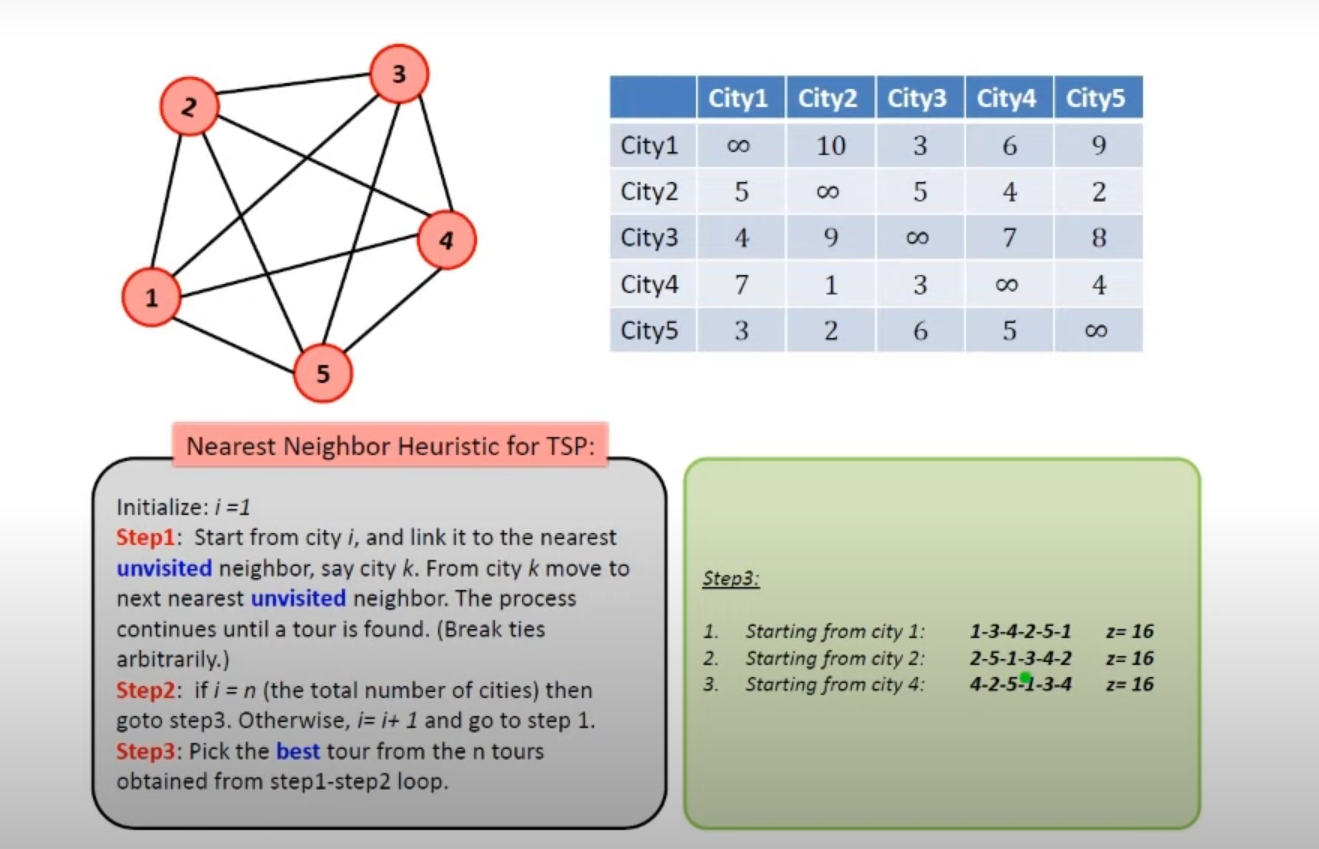 3
2
4
1
5
City1 City2 City3 City4 City5
City1 ∞ 10 3 6 9
City2 5 ∞ 5 4 2
City3 4 9 ∞ 7 8
City4 7 1 3 ∞ 4
City5 3 2 6 5 ∞
Nearest Neighbor Heuristic for TSP:
Initialize: i =1
Step1: Start from city i, and link it to the nearest
unvisited neighbor, say city k. From city k move to
next nearest unvisited neighbor. The process
continues until a tour is found. (Break ties
arbitrarily.)
Step2: if i = n (the total number of cities) then
goto step3. Otherwise, i= i+ 1 and go to step 1.
Step3: Pick the best tour from the n tours
obtained from step1-step2 loop.
Step3:
1. Starting from city 1: 1-3-4-2-5-1 z= 16
2. Starting from city 2: 2-5-1-3-4-2 z= 16
3. Starting from city 4: 4-2-5-1-3-4 z= 16